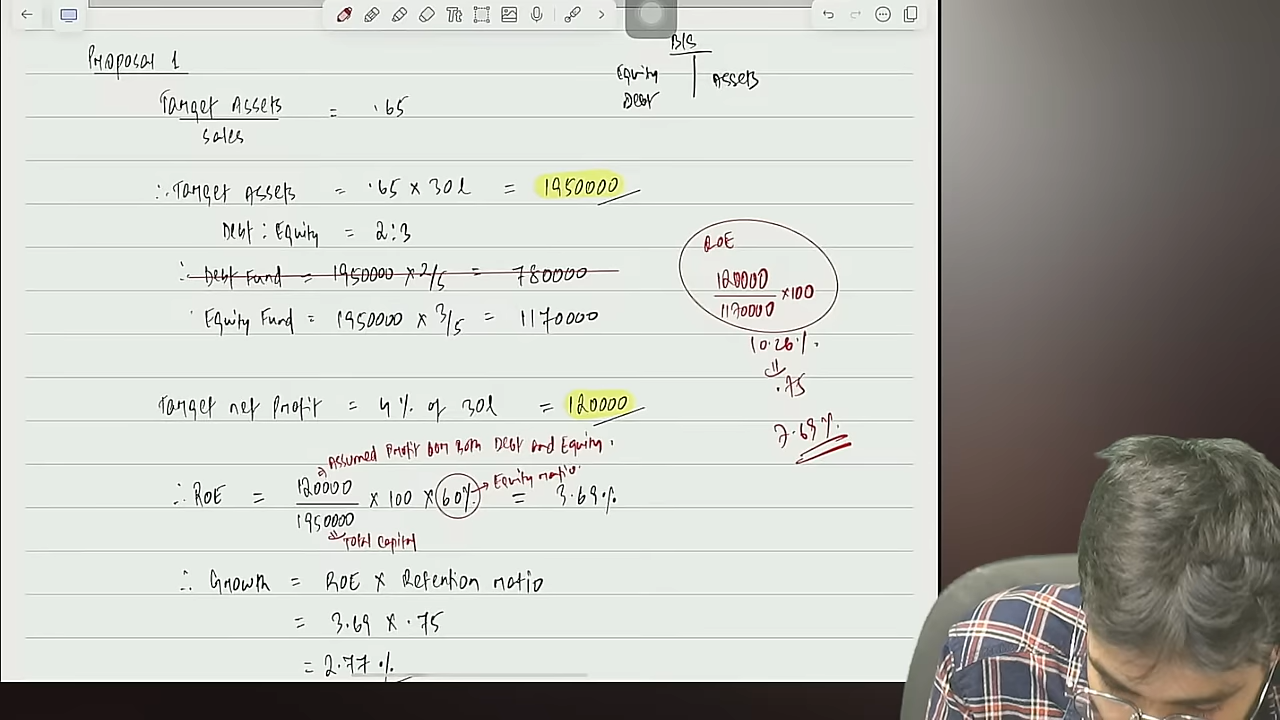 Proposal 1
Target Assets
sales
= .65
B/S
Equity
Debt
Assets
∴ Target Assets = .65 × 30l = 1950000
Debt : Equity = 2:3
∴ Debt Fund = 1950000 × 2/5 = 780000
Equity Fund = 1950000 × 3/5 = 1170000
ROE
120000
1170000
×100
10.26%.
.75
7.69%
Target net Profit = 4% of 30l = 120000
Assumed Profit for Both Debt and Equity.
∴ ROE = 120000 × 100 × 60% = 3.69%
1950000
Equity ratio.
Total Capital
∴ Growth = ROE × Retention ratio
= 3.69 × .75
= 2.77 %